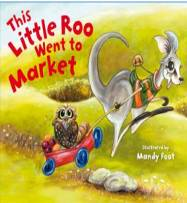 This
Little Roo
Went to
Market
Illustrated by
Mandy Foot